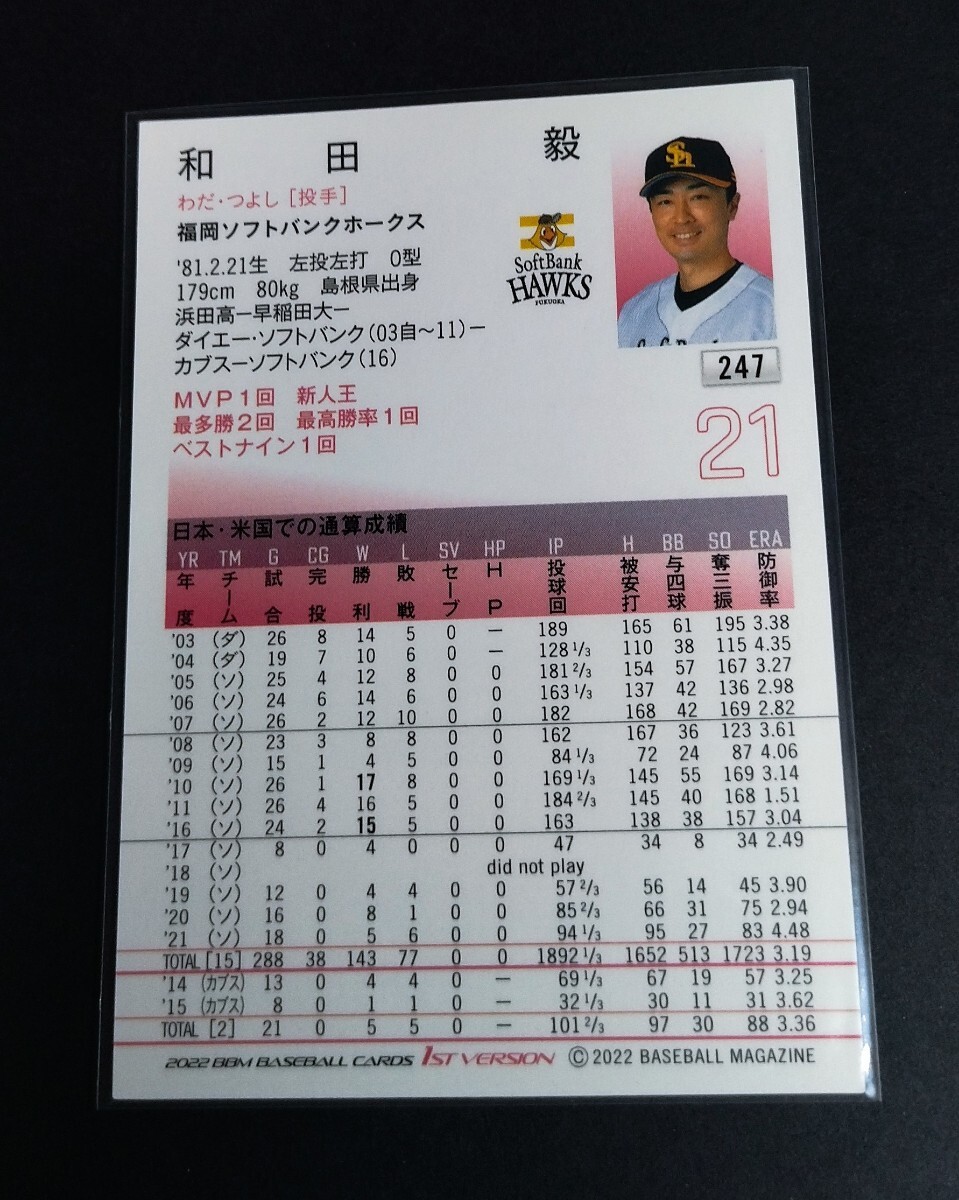 和田 毅
わだ・つよし［投手］
福岡ソフトバンクホークス
'81.2.21生 左投左打 O型
179cm 80kg 島根県出身
浜田高ー早稲田大ー
ダイエー・ソフトバンク(03自〜11)ー
カブスーソフトバンク(16)
MVP1回 新人王
最多勝2回 最高勝率1回
ベストナイン1回
Sh
SoftBank
HAWKS
FUKUOKA
247
21
日本・米国での通算成績
YR TM G CG W L SV HP IP H BB SO ERA
年度 チーム 試合 完投 勝利 敗戦 セーブ HP 投球回 被安打 与四球 奪三振 防御率
'03 (ダ) 26 8 14 5 0 — 189 165 61 195 3.38
'04 (ダ) 19 7 10 6 0 — 128 1/3 110 38 115 4.35
'05 (ソ) 25 4 12 8 0 0 181 2/3 154 57 167 3.27
'06 (ソ) 24 6 14 6 0 0 163 1/3 137 42 136 2.98
'07 (ソ) 26 2 12 10 0 0 182 168 42 169 2.82
'08 (ソ) 23 3 8 8 0 0 162 167 36 123 3.61
'09 (ソ) 15 1 4 5 0 0 84 1/3 72 24 87 4.06
'10 (ソ) 26 1 17 8 0 0 169 1/3 145 55 169 3.14
'11 (ソ) 26 4 16 5 0 0 184 2/3 145 40 168 1.51
'16 (ソ) 24 2 15 5 0 0 163 138 38 157 3.04
'17 (ソ) 8 0 4 0 0 0 47 34 8 34 2.49
'18 (ソ) did not play
'19 (ソ) 12 0 4 4 0 0 57 2/3 56 14 45 3.90
'20 (ソ) 16 0 8 1 0 0 85 2/3 66 31 75 2.94
'21 (ソ) 18 0 5 6 0 0 94 1/3 95 27 83 4.48
TOTAL [15] 288 38 143 77 0 0 1892 1/3 1652 513 1723 3.19
'14 (カブス) 13 0 4 4 0 — 69 1/3 67 19 57 3.25
'15 (カブス) 8 0 1 1 0 — 32 1/3 30 11 31 3.62
TOTAL [2] 21 0 5 5 0 — 101 2/3 97 30 88 3.36
2022 BBM BASEBALL CARDS 1ST VERSION © 2022 BASEBALL MAGAZINE